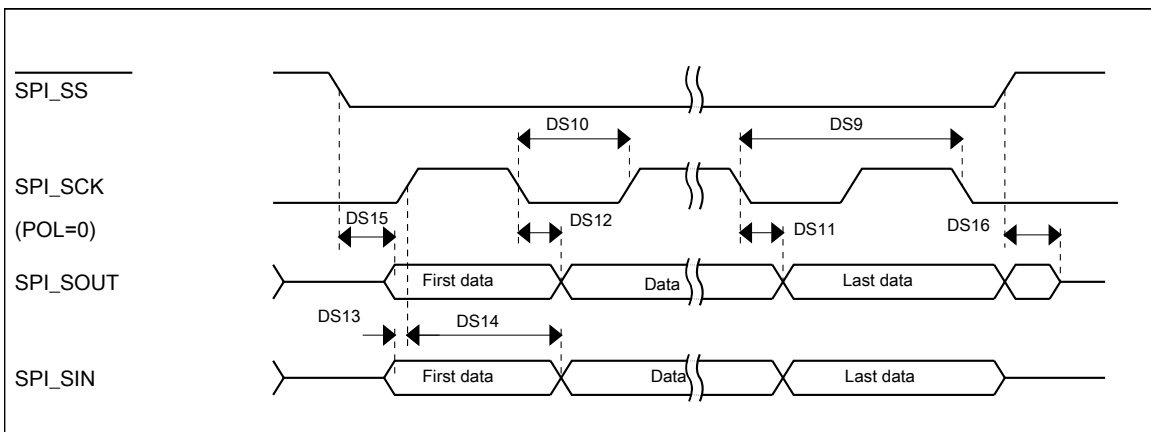 SPI_SS
DS10 DS9
SPI_SCK
(POL=0)
DS15 DS12 DS11 DS16
SPI_SOUT First data Data Last data
DS13 DS14
SPI_SIN First data Data Last data